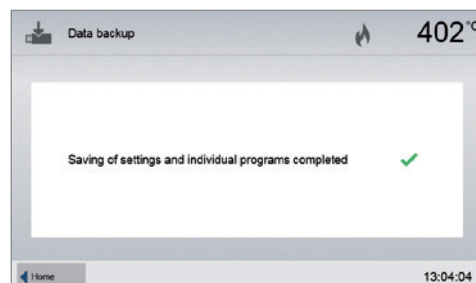 Data backup
402°C
Saving of settings and individual programs completed
Home
13:04:04